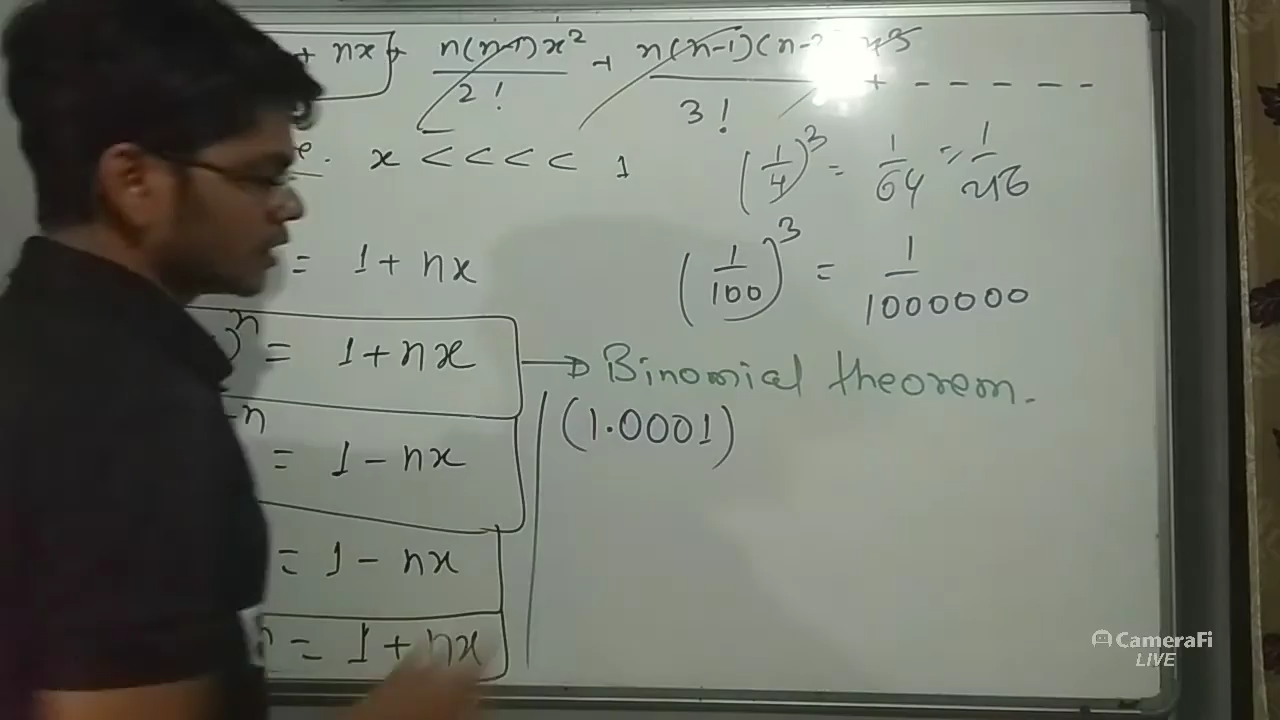 + nx + n(n-1)x² / 2! + n(n-1)(n- x³ / 3! + - - - - - -
x < < < < 1
(1/4)³ = 1/64 = 1/
(1/100)³ = 1/1000000
= 1 + nx
)ⁿ = 1 + nx → Binomial theorem.
-n = 1 - nx
(1.0001)
= 1 - nx
n = 1 + nx
CameraFi
LIVE